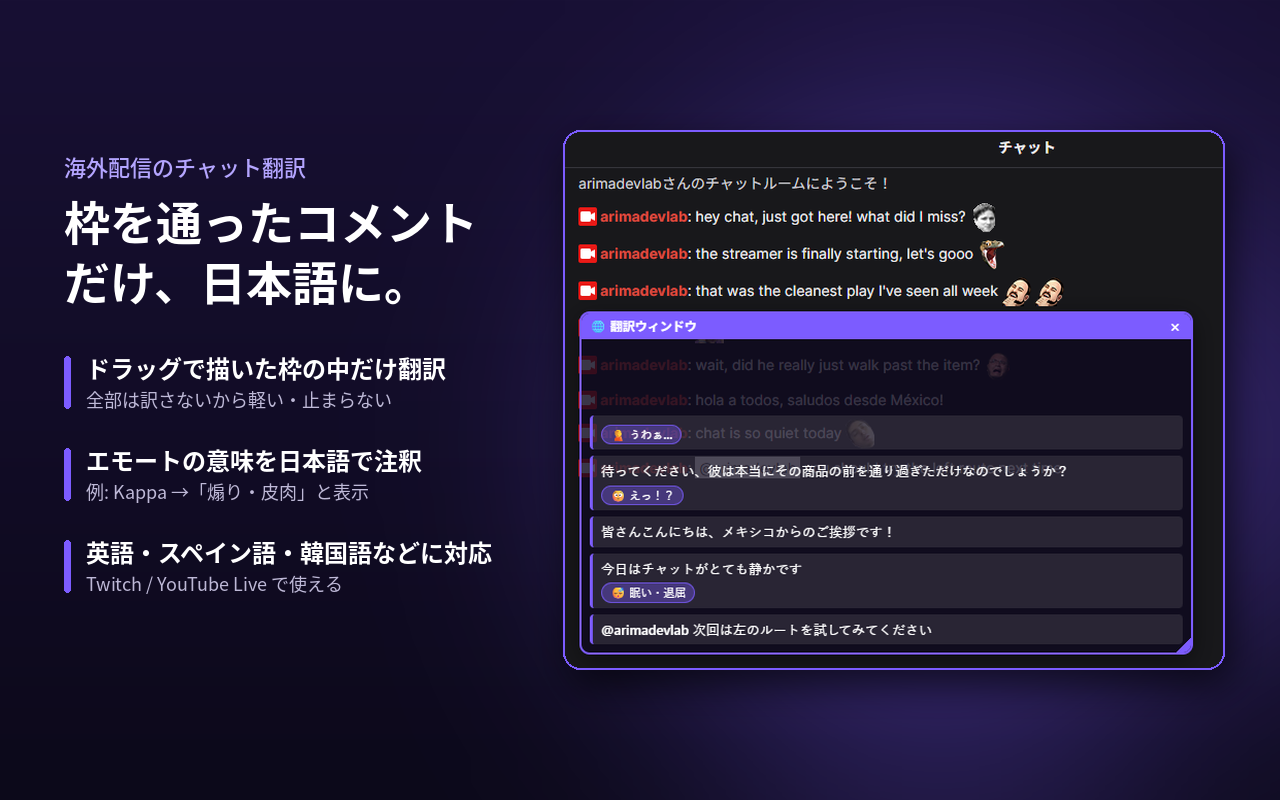 海外配信のチャット翻訳
枠を通ったコメント
だけ、日本語に。
ドラッグで描いた枠の中だけ翻訳
全部は訳さないから軽い・止まらない
エモートの意味を日本語で注釈
例: Kappa →「煽り・皮肉」と表示
英語・スペイン語・韓国語などに対応
Twitch / YouTube Live で使える
チャット
arimadevlabさんのチャットルームにようこそ！
arimadevlab: hey chat, just got here! what did I miss?
arimadevlab: the streamer is finally starting, let's gooo
arimadevlab: that was the cleanest play I've seen all week
翻訳ウィンドウ ×
arimadevlab: wait, did he really just walk past the item?
arimadevlab: hola a todos, saludos desde México!
: chat is so quiet today
うわぁ...
待ってください、彼は本当にその商品の前を通り過ぎただけなのでしょうか？
えっ！？
皆さんこんにちは、メキシコからのご挨拶です！
今日はチャットがとても静かです
眠い・退屈
@arimadevlab 次回は左のルートを試してみてください